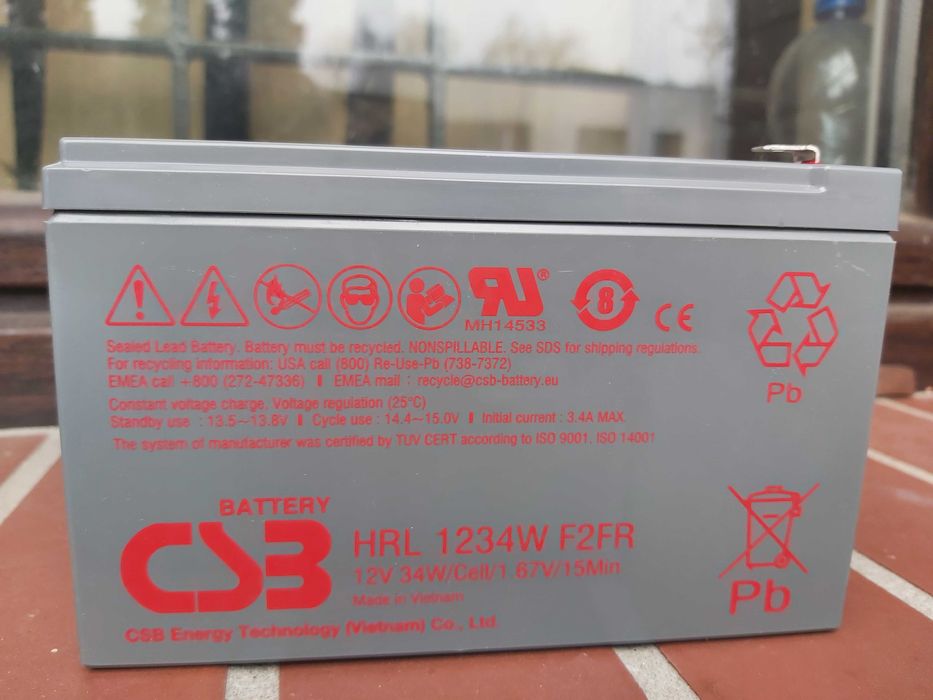 RU®
MH14533
8
CE
Sealed Lead Battery. Battery must be recycled. NONSPILLABLE. See SDS for shipping regulations.
For recycling information: USA call (800) Re-Use-Pb (738-7372)
EMEA call +800 (272-47336) EMEA mail : recycle@csb-battery.eu
Constant voltage charge. Voltage regulation (25°C)
Standby use : 13.5~13.8V Cycle use : 14.4~15.0V Initial current : 3.4A MAX.
The system of manufacturer was certified by TUV CERT according to ISO 9001. ISO 14001
Pb
BATTERY
CSB
HRL 1234W F2FR
12V 34W/Cell/1.67V/15Min
Made in Vietnam
CSB Energy Technology (Vietnam) Co., Ltd.
Pb